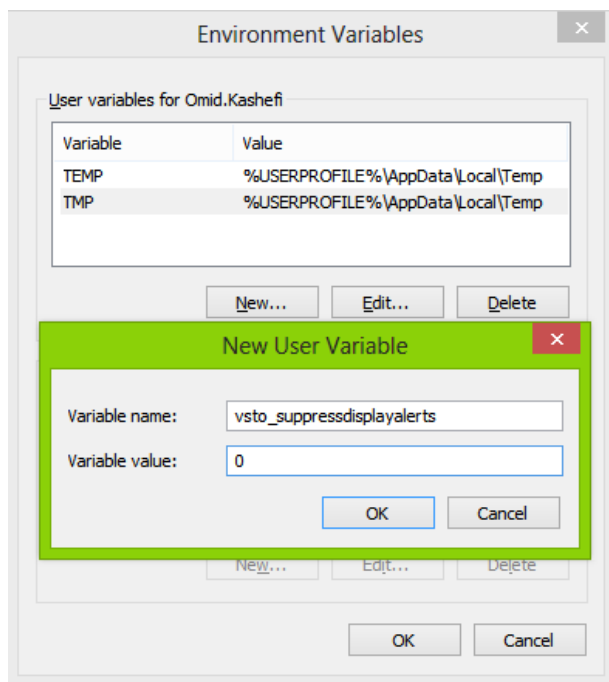 Environment Variables
User variables for Omid.Kashefi
Variable Value
TEMP %USERPROFILE%\AppData\Local\Temp
TMP %USERPROFILE%\AppData\Local\Temp
New... Edit... Delete
New User Variable
Variable name: vsto_suppressdisplayalerts
Variable value: 0
OK Cancel
New... Edit... Delete
OK Cancel